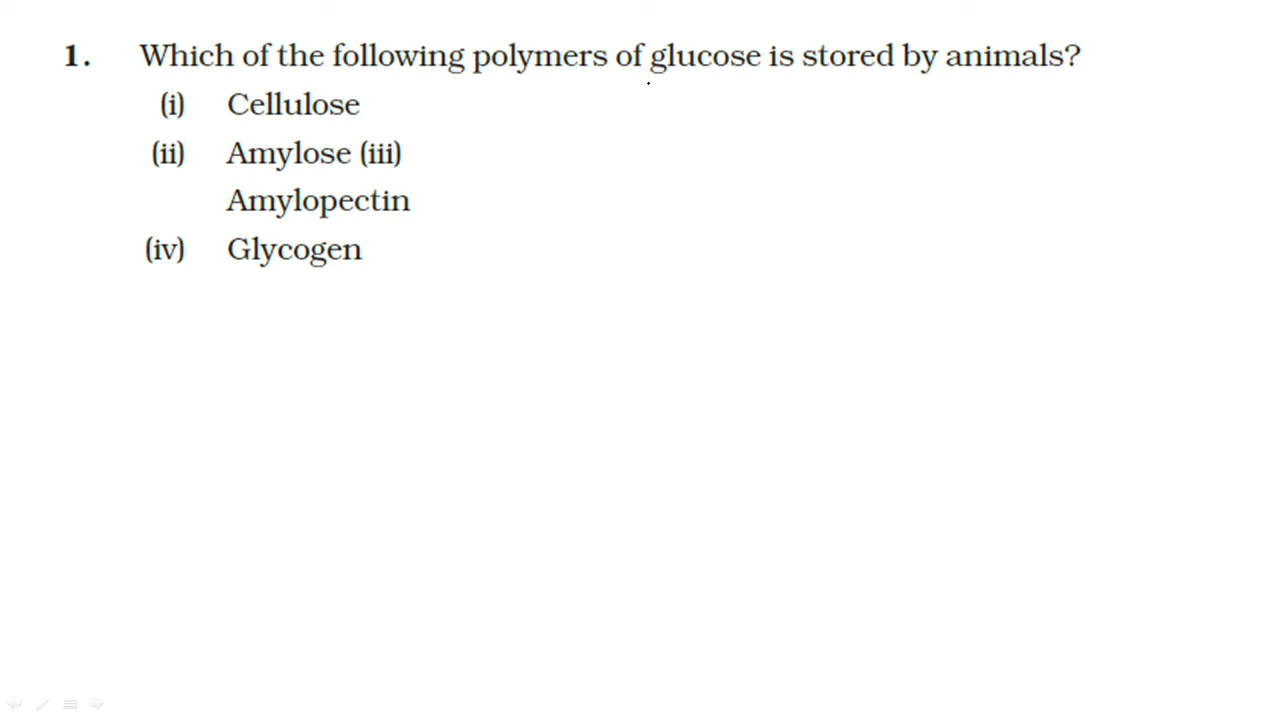 1. Which of the following polymers of glucose is stored by animals?
(i) Cellulose
(ii) Amylose (iii)
Amylopectin
(iv) Glycogen